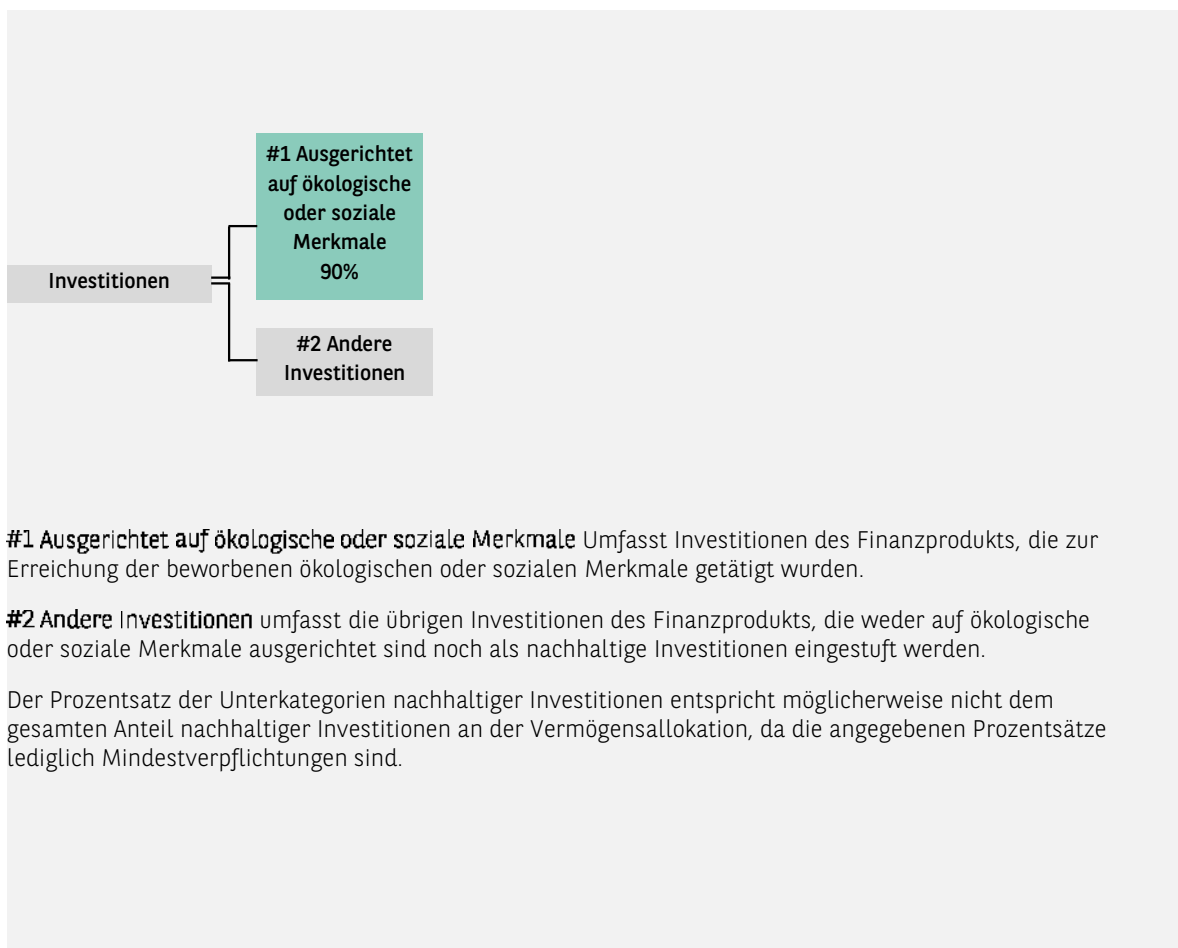 #1 Ausgerichtet
auf ökologische
oder soziale
Merkmale
90%
Investitionen
#2 Andere
Investitionen
#1 Ausgerichtet auf ökologische oder soziale Merkmale Umfasst Investitionen des Finanzprodukts, die zur
Erreichung der beworbenen ökologischen oder sozialen Merkmale getätigt wurden.
#2 Andere Investitionen umfasst die übrigen Investitionen des Finanzprodukts, die weder auf ökologische
oder soziale Merkmale ausgerichtet sind noch als nachhaltige Investitionen eingestuft werden.
Der Prozentsatz der Unterkategorien nachhaltiger Investitionen entspricht möglicherweise nicht dem
gesamten Anteil nachhaltiger Investitionen an der Vermögensallokation, da die angegebenen Prozentsätze
lediglich Mindestverpflichtungen sind.